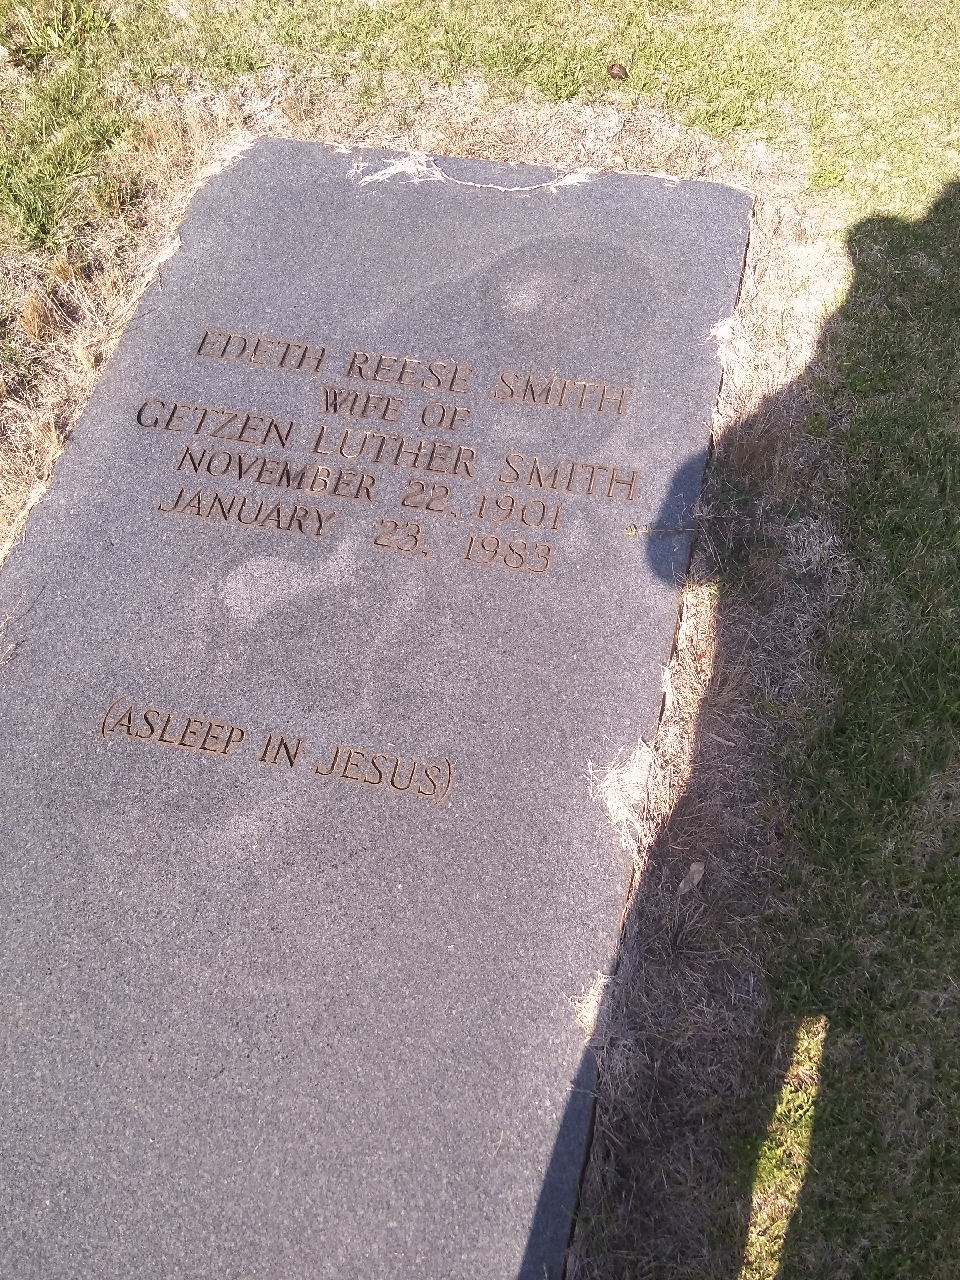 EDETH REESE SMITH
WIFE OF
GETZEN LUTHER SMITH
NOVEMBER 22, 1901
JANUARY 23, 1983
(ASLEEP IN JESUS)